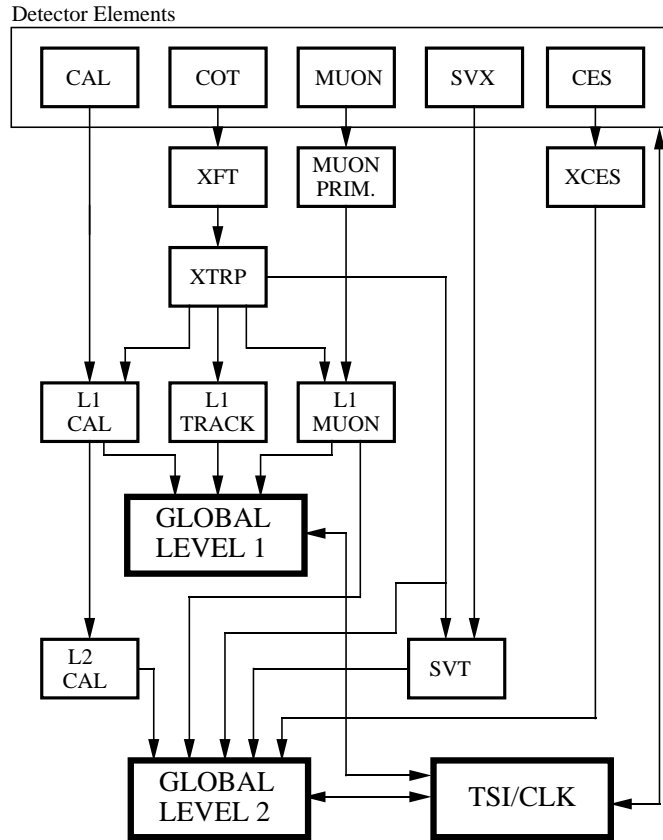 Detector Elements
CAL
COT
MUON
SVX
CES
XFT
MUON
PRIM.
XCES
XTRP
L1
CAL
L1
TRACK
L1
MUON
GLOBAL
LEVEL 1
L2
CAL
SVT
GLOBAL
LEVEL 2
TSI/CLK